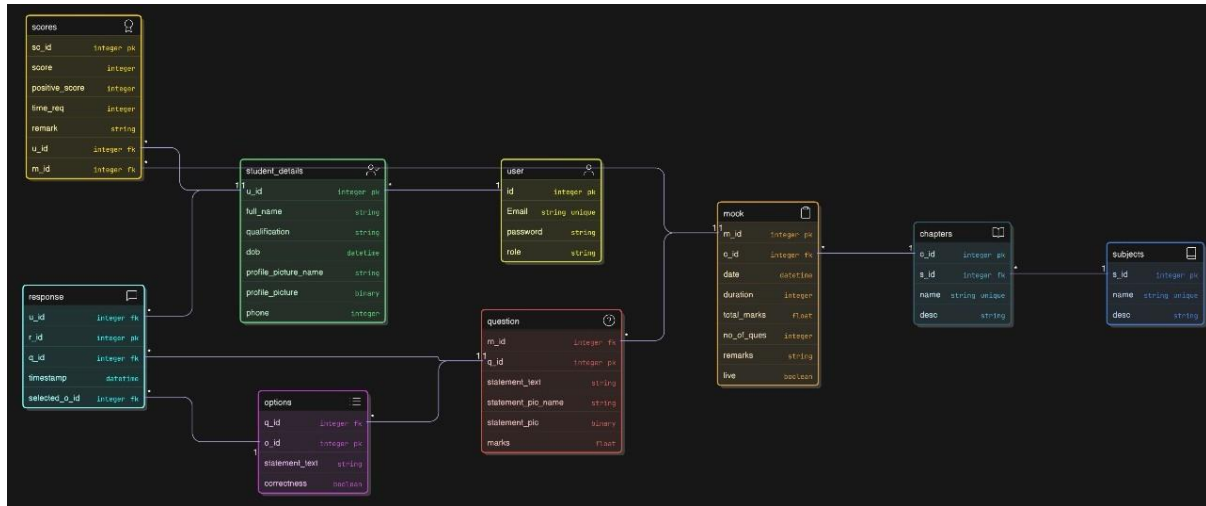 scores
sc_id integer pk
score integer
positive_score integer
time_req integer
remark string
u_id integer fk
m_id integer fk
student_details
u_id integer pk
full_name string
qualification string
dob datetime
profile_picture_name string
profile_picture binary
phone integer
user
id integer pk
Email string unique
password string
role string
mook
m_id integer pk
c_id integer fk
date datetime
duration integer
total_marks float
no_of_ques integer
remarks string
live boolean
chapters
c_id integer pk
s_id integer fk
name string unique
desc string
subjects
s_id integer pk
name string unique
desc string
response
u_id integer fk
r_id integer pk
q_id integer fk
timestamp datetime
selected_o_id integer fk
options
q_id integer fk
o_id integer pk
statement_text string
correctness boolean
question
m_id integer fk
q_id integer pk
statement_text string
statement_pic_name string
statement_pic binary
marks float